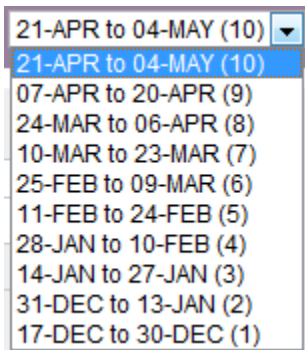 21-APR to 04-MAY (10)
21-APR to 04-MAY (10)
07-APR to 20-APR (9)
24-MAR to 06-APR (8)
10-MAR to 23-MAR (7)
25-FEB to 09-MAR (6)
11-FEB to 24-FEB (5)
28-JAN to 10-FEB (4)
14-JAN to 27-JAN (3)
31-DEC to 13-JAN (2)
17-DEC to 30-DEC (1)